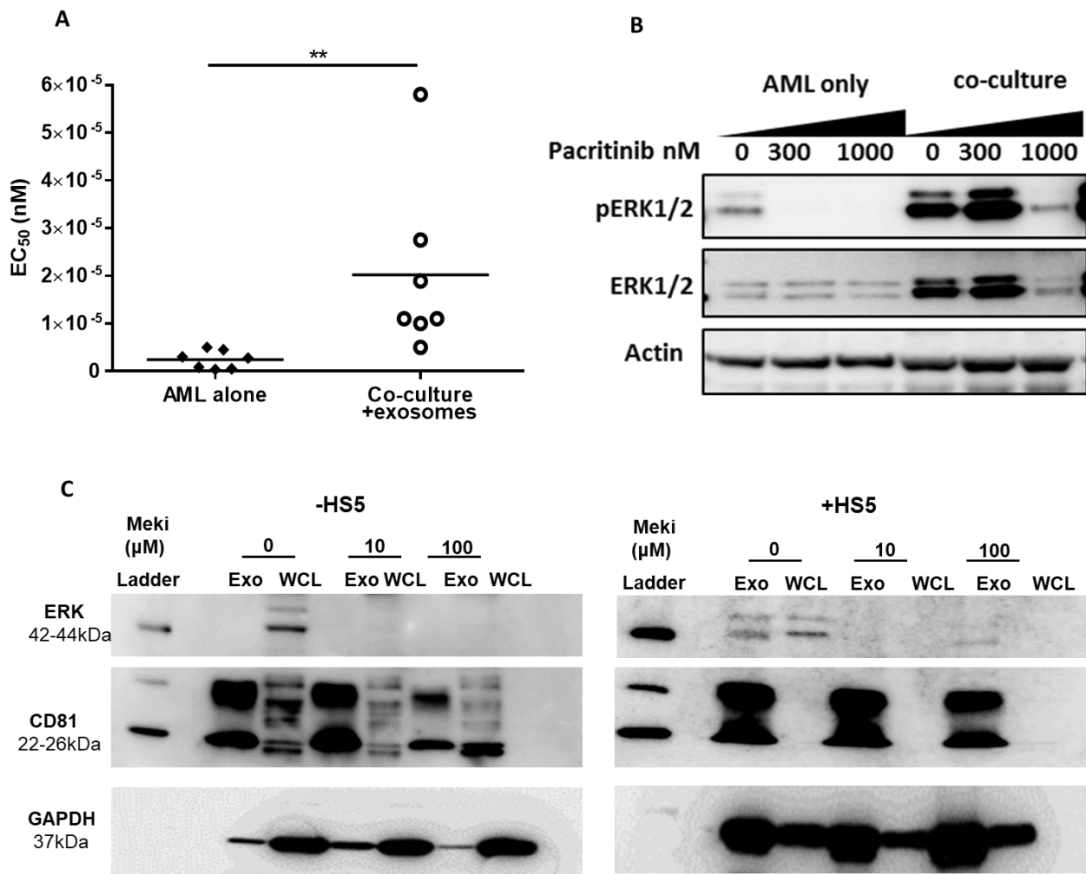 A
**
6×10⁻⁵
5×10⁻⁵
4×10⁻⁵
3×10⁻⁵
2×10⁻⁵
1×10⁻⁵
0
EC₅₀ (nM)
AML alone
Co-culture
+exosomes
B
AML only co-culture
Pacritinib nM 0 300 1000 0 300 1000
pERK1/2
ERK1/2
Actin
C
-HS5
Meki
(µM)
0 10 100
Ladder Exo WCL Exo WCL Exo WCL
ERK
42-44kDa
CD81
22-26kDa
GAPDH
37kDa
+HS5
Meki
(µM)
0 10 100
Ladder Exo WCL Exo WCL Exo WCL